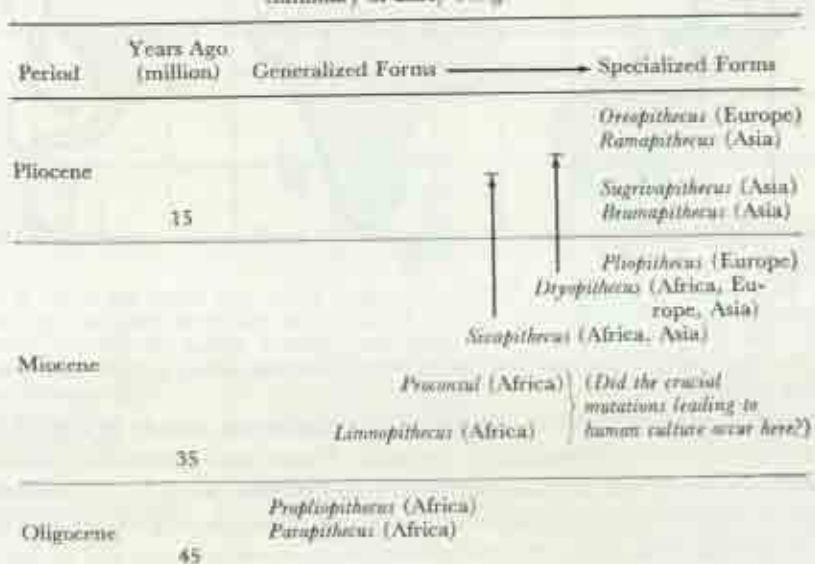 Period Years Ago (million) Generalized Forms Specialized Forms
Oreopithecus (Europe)
Ramapithecus (Asia)
Pliocene
Sugrivapithecus (Asia)
15 Bramapithecus (Asia)
Pliopithecus (Europe)
Dryopithecus (Africa, Eu-
rope, Asia)
Sivapithecus (Africa, Asia)
Miocene
Proconsul (Africa) (Did the crucial
mutations leading to
Limnopithecus (Africa) human culture occur here?)
35
Propliopithecus (Africa)
Parapithecus (Africa)
Oligocene
45